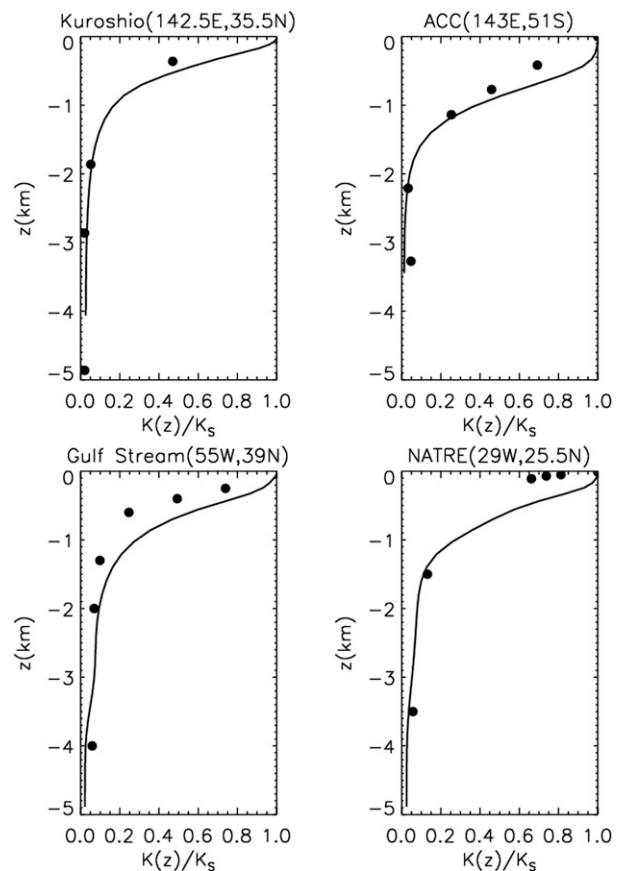 Kuroshio(142.5E,35.5N)
0
−1
−2
−3
−4
−5
z(km)
0.0 0.2 0.4 0.6 0.8 1.0
K(z)/K_S
ACC(143E,51S)
0
−1
−2
−3
−4
−5
z(km)
0.0 0.2 0.4 0.6 0.8 1.0
K(z)/K_S
Gulf Stream(55W,39N)
0
−1
−2
−3
−4
−5
z(km)
0.0 0.2 0.4 0.6 0.8 1.0
K(z)/K_S
NATRE(29W,25.5N)
0
−1
−2
−3
−4
−5
z(km)
0.0 0.2 0.4 0.6 0.8 1.0
K(z)/K_S